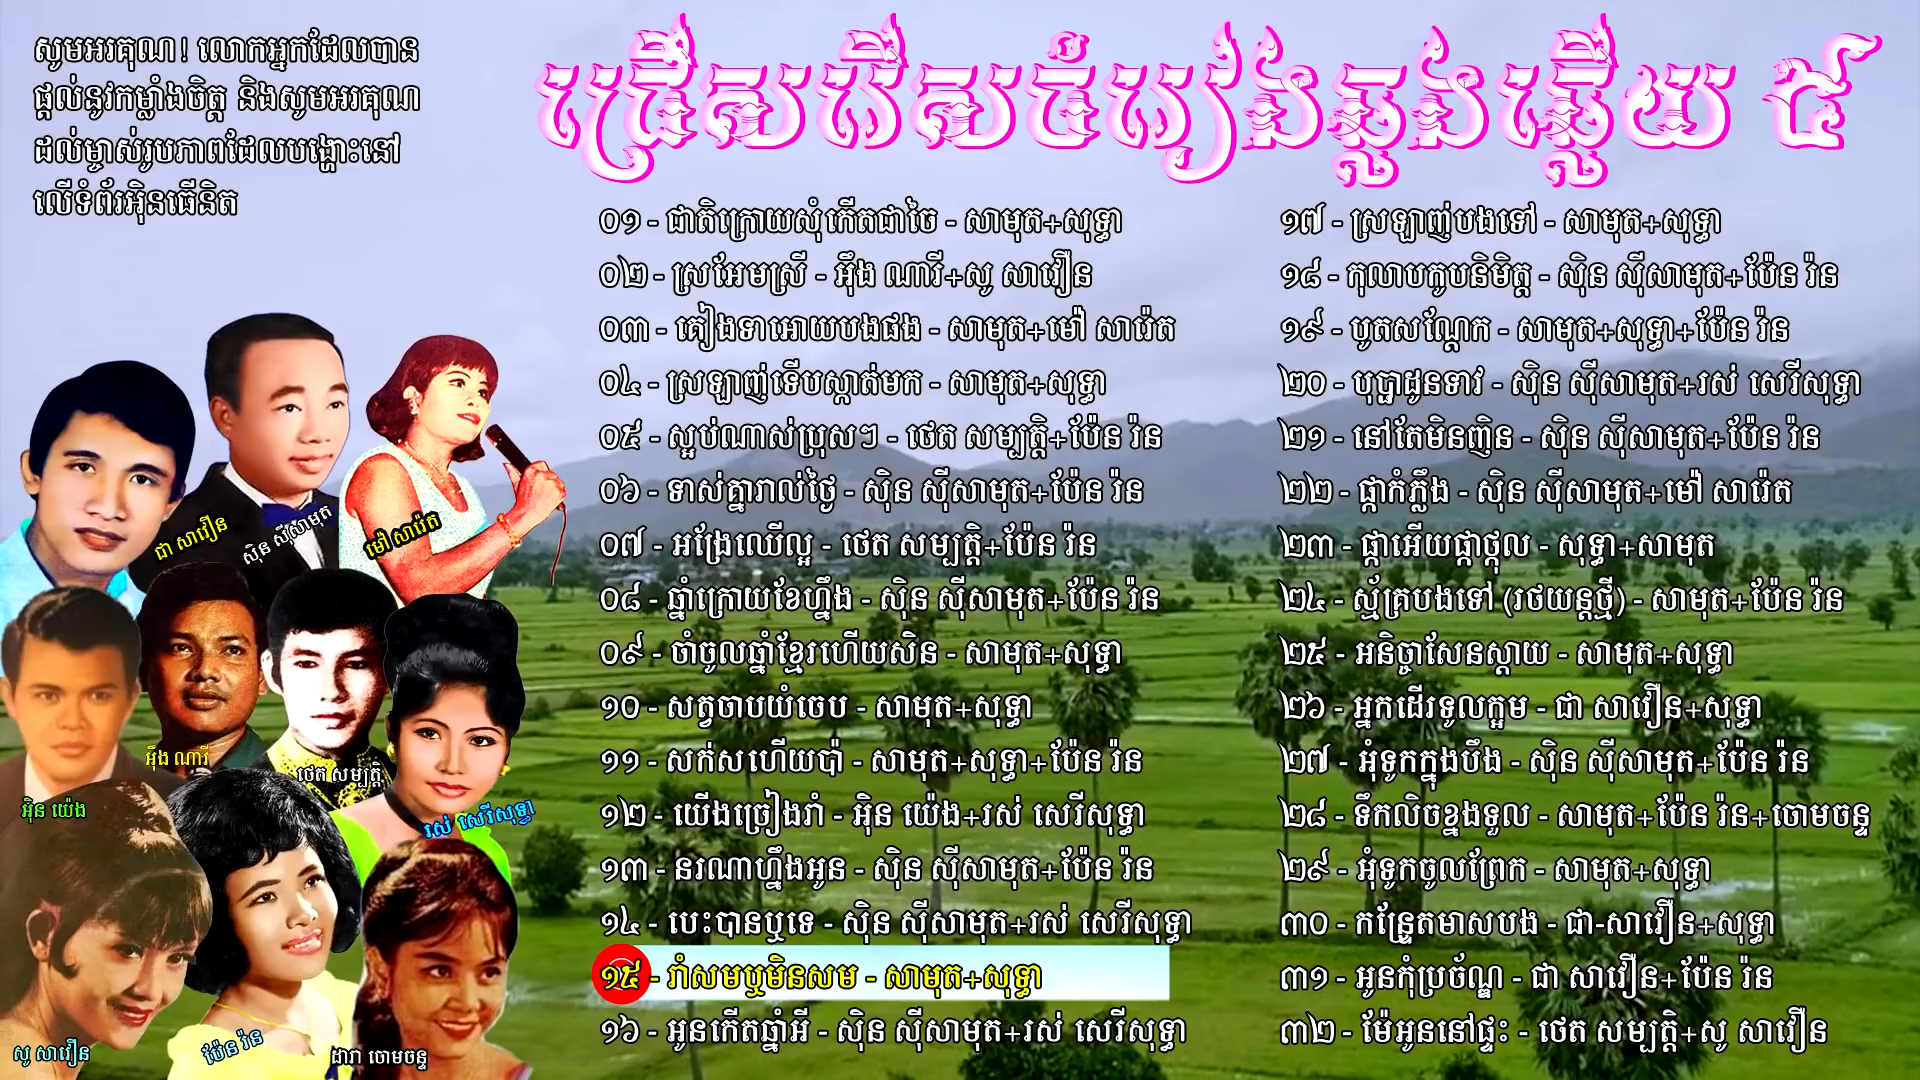 សូមអរគុណ! លោកអ្នកដែលបាន
ផ្តល់នូវកម្លាំងចិត្ត និងសូមអរគុណ
ដល់ម្ចាស់រូបភាពដែលបង្ហោះនៅ
លើទំព័រអ៊ិនធើនិត
ជ្រើសរើសចំរៀងឆ្លងឆ្លើយ ៥
០១ - ជាតិក្រោយសុំកើតជាចៃ - សាមុត+សុទ្ធា
០២ - ស្រអែមស្រី - អ៊ឹង ណារី+សូ សាវឿន
០៣ - គៀងទាអោយបងផង - សាមុត+ម៉ៅ សារ៉េត
០៤ - ស្រឡាញ់ទើបស្កាត់មក - សាមុត+សុទ្ធា
០៥ - ស្អប់ណាស់ប្រុសៗ - ថេត សម្បត្តិ+ប៉ែន រ៉ន
០៦ - ទាស់គ្នារាល់ថ្ងៃ - ស៊ិន ស៊ីសាមុត+ប៉ែន រ៉ន
០៧ - អង្រែឈើល្អ - ថេត សម្បត្តិ+ប៉ែន រ៉ន
០៨ - ឆ្នាំក្រោយខែហ្នឹង - ស៊ិន ស៊ីសាមុត+ប៉ែន រ៉ន
០៩ - ចាំចូលឆ្នាំខ្មែរហើយសិន - សាមុត+សុទ្ធា
១០ - សត្វចាបយំចេប - សាមុត+សុទ្ធា
១១ - សក់សហើយប៉ា - សាមុត+សុទ្ធា+ប៉ែន រ៉ន
១២ - យើងច្រៀងរាំ - អ៊ិន យ៉េង+រស់ សេរីសុទ្ធា
១៣ - នរណាហ្នឹងអូន - ស៊ិន ស៊ីសាមុត+ប៉ែន រ៉ន
១៤ - បេះបានឬទេ - ស៊ិន ស៊ីសាមុត+រស់ សេរីសុទ្ធា
១៥ - រាំសមឬមិនសម - សាមុត+សុទ្ធា
១៦ - អូនកើតឆ្នាំអី - ស៊ិន ស៊ីសាមុត+រស់ សេរីសុទ្ធា
១៧ - ស្រឡាញ់បងទៅ - សាមុត+សុទ្ធា
១៨ - កុលាបកូបនិមិត្ត - ស៊ិន ស៊ីសាមុត+ប៉ែន រ៉ន
១៩ - បូតសណ្តែក - សាមុត+សុទ្ធា+ប៉ែន រ៉ន
២០ - បុប្ផាដូនទាវ - ស៊ិន ស៊ីសាមុត+រស់ សេរីសុទ្ធា
២១ - នៅតែមិនញិន - ស៊ិន ស៊ីសាមុត+ប៉ែន រ៉ន
២២ - ផ្កាកំភ្លឹង - ស៊ិន ស៊ីសាមុត+ម៉ៅ សារ៉េត
២៣ - ផ្កាអើយផ្កាថ្កុល - សុទ្ធា+សាមុត
២៤ - ស្ម័គ្របងទៅ (រថយន្តថ្មី) - សាមុត+ប៉ែន រ៉ន
២៥ - អនិច្ចាសែនស្តាយ - សាមុត+សុទ្ធា
២៦ - អ្នកដើរទូលក្អម - ជា សាវឿន+សុទ្ធា
២៧ - អុំទូកក្នុងបឹង - ស៊ិន ស៊ីសាមុត+ប៉ែន រ៉ន
២៨ - ទឹកលិចខ្នងទួល - សាមុត+ប៉ែន រ៉ន+ចោមចន្ទ
២៩ - អុំទូកចូលព្រែក - សាមុត+សុទ្ធា
៣០ - កន្ទ្រែតមាសបង - ជា-សាវឿន+សុទ្ធា
៣១ - អូនកុំប្រច័ណ្ឌ - ជា សាវឿន+ប៉ែន រ៉ន
៣២ - ម៉ែអូននៅផ្ទះ - ថេត សម្បត្តិ+សូ សាវឿន
ជា សាវឿន
ស៊ិន ស៊ីសាមុត
ម៉ៅ សារ៉េត
អ៊ឹង ណារី
ថេត សម្បត្តិ
អ៊ិន យ៉េង
រស់ សេរីសុទ្ធា
សូ សាវឿន
ប៉ែន រ៉ន
ដារា ចោមចន្ទ